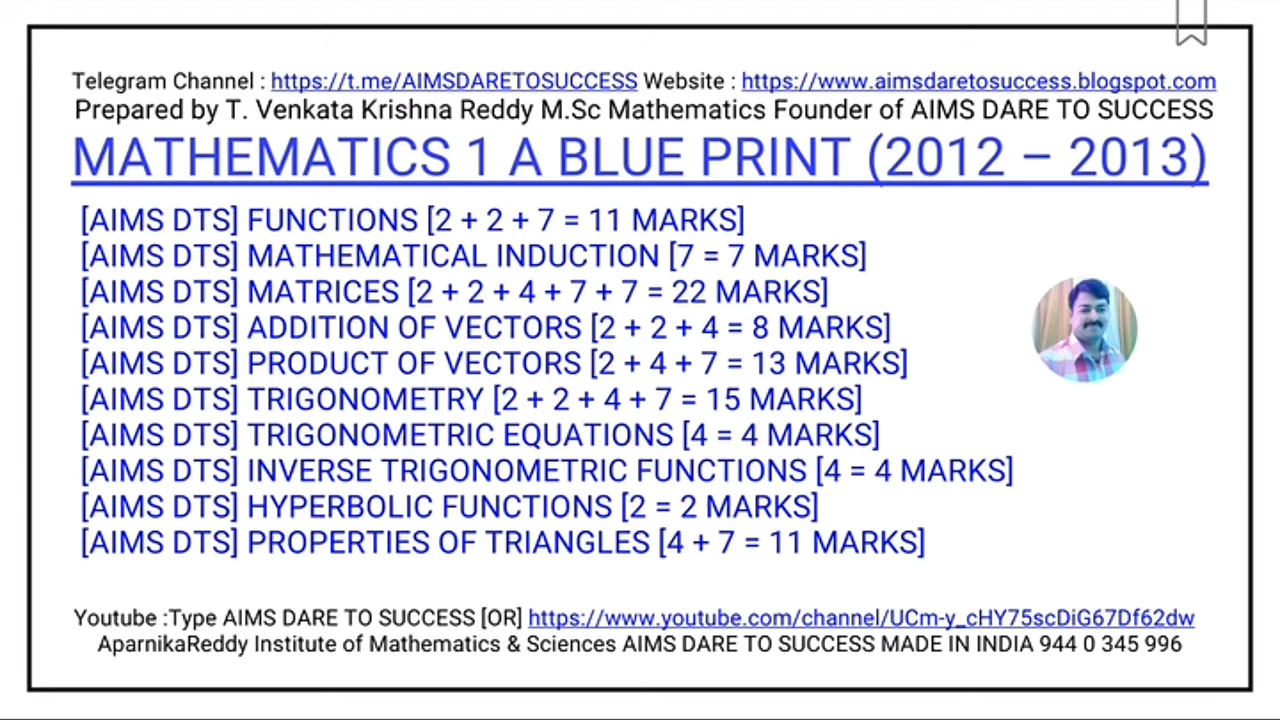 Telegram Channel : https://t.me/AIMSDARETOSUCCESS Website : https://www.aimsdaretosuccess.blogspot.com
Prepared by T. Venkata Krishna Reddy M.Sc Mathematics Founder of AIMS DARE TO SUCCESS
MATHEMATICS 1 A BLUE PRINT (2012 – 2013)
[AIMS DTS] FUNCTIONS [2 + 2 + 7 = 11 MARKS]
[AIMS DTS] MATHEMATICAL INDUCTION [7 = 7 MARKS]
[AIMS DTS] MATRICES [2 + 2 + 4 + 7 + 7 = 22 MARKS]
[AIMS DTS] ADDITION OF VECTORS [2 + 2 + 4 = 8 MARKS]
[AIMS DTS] PRODUCT OF VECTORS [2 + 4 + 7 = 13 MARKS]
[AIMS DTS] TRIGONOMETRY [2 + 2 + 4 + 7 = 15 MARKS]
[AIMS DTS] TRIGONOMETRIC EQUATIONS [4 = 4 MARKS]
[AIMS DTS] INVERSE TRIGONOMETRIC FUNCTIONS [4 = 4 MARKS]
[AIMS DTS] HYPERBOLIC FUNCTIONS [2 = 2 MARKS]
[AIMS DTS] PROPERTIES OF TRIANGLES [4 + 7 = 11 MARKS]
Youtube :Type AIMS DARE TO SUCCESS [OR] https://www.youtube.com/channel/UCm-y_cHY75scDiG67Df62dw
AparnikaReddy Institute of Mathematics & Sciences AIMS DARE TO SUCCESS MADE IN INDIA 944 0 345 996